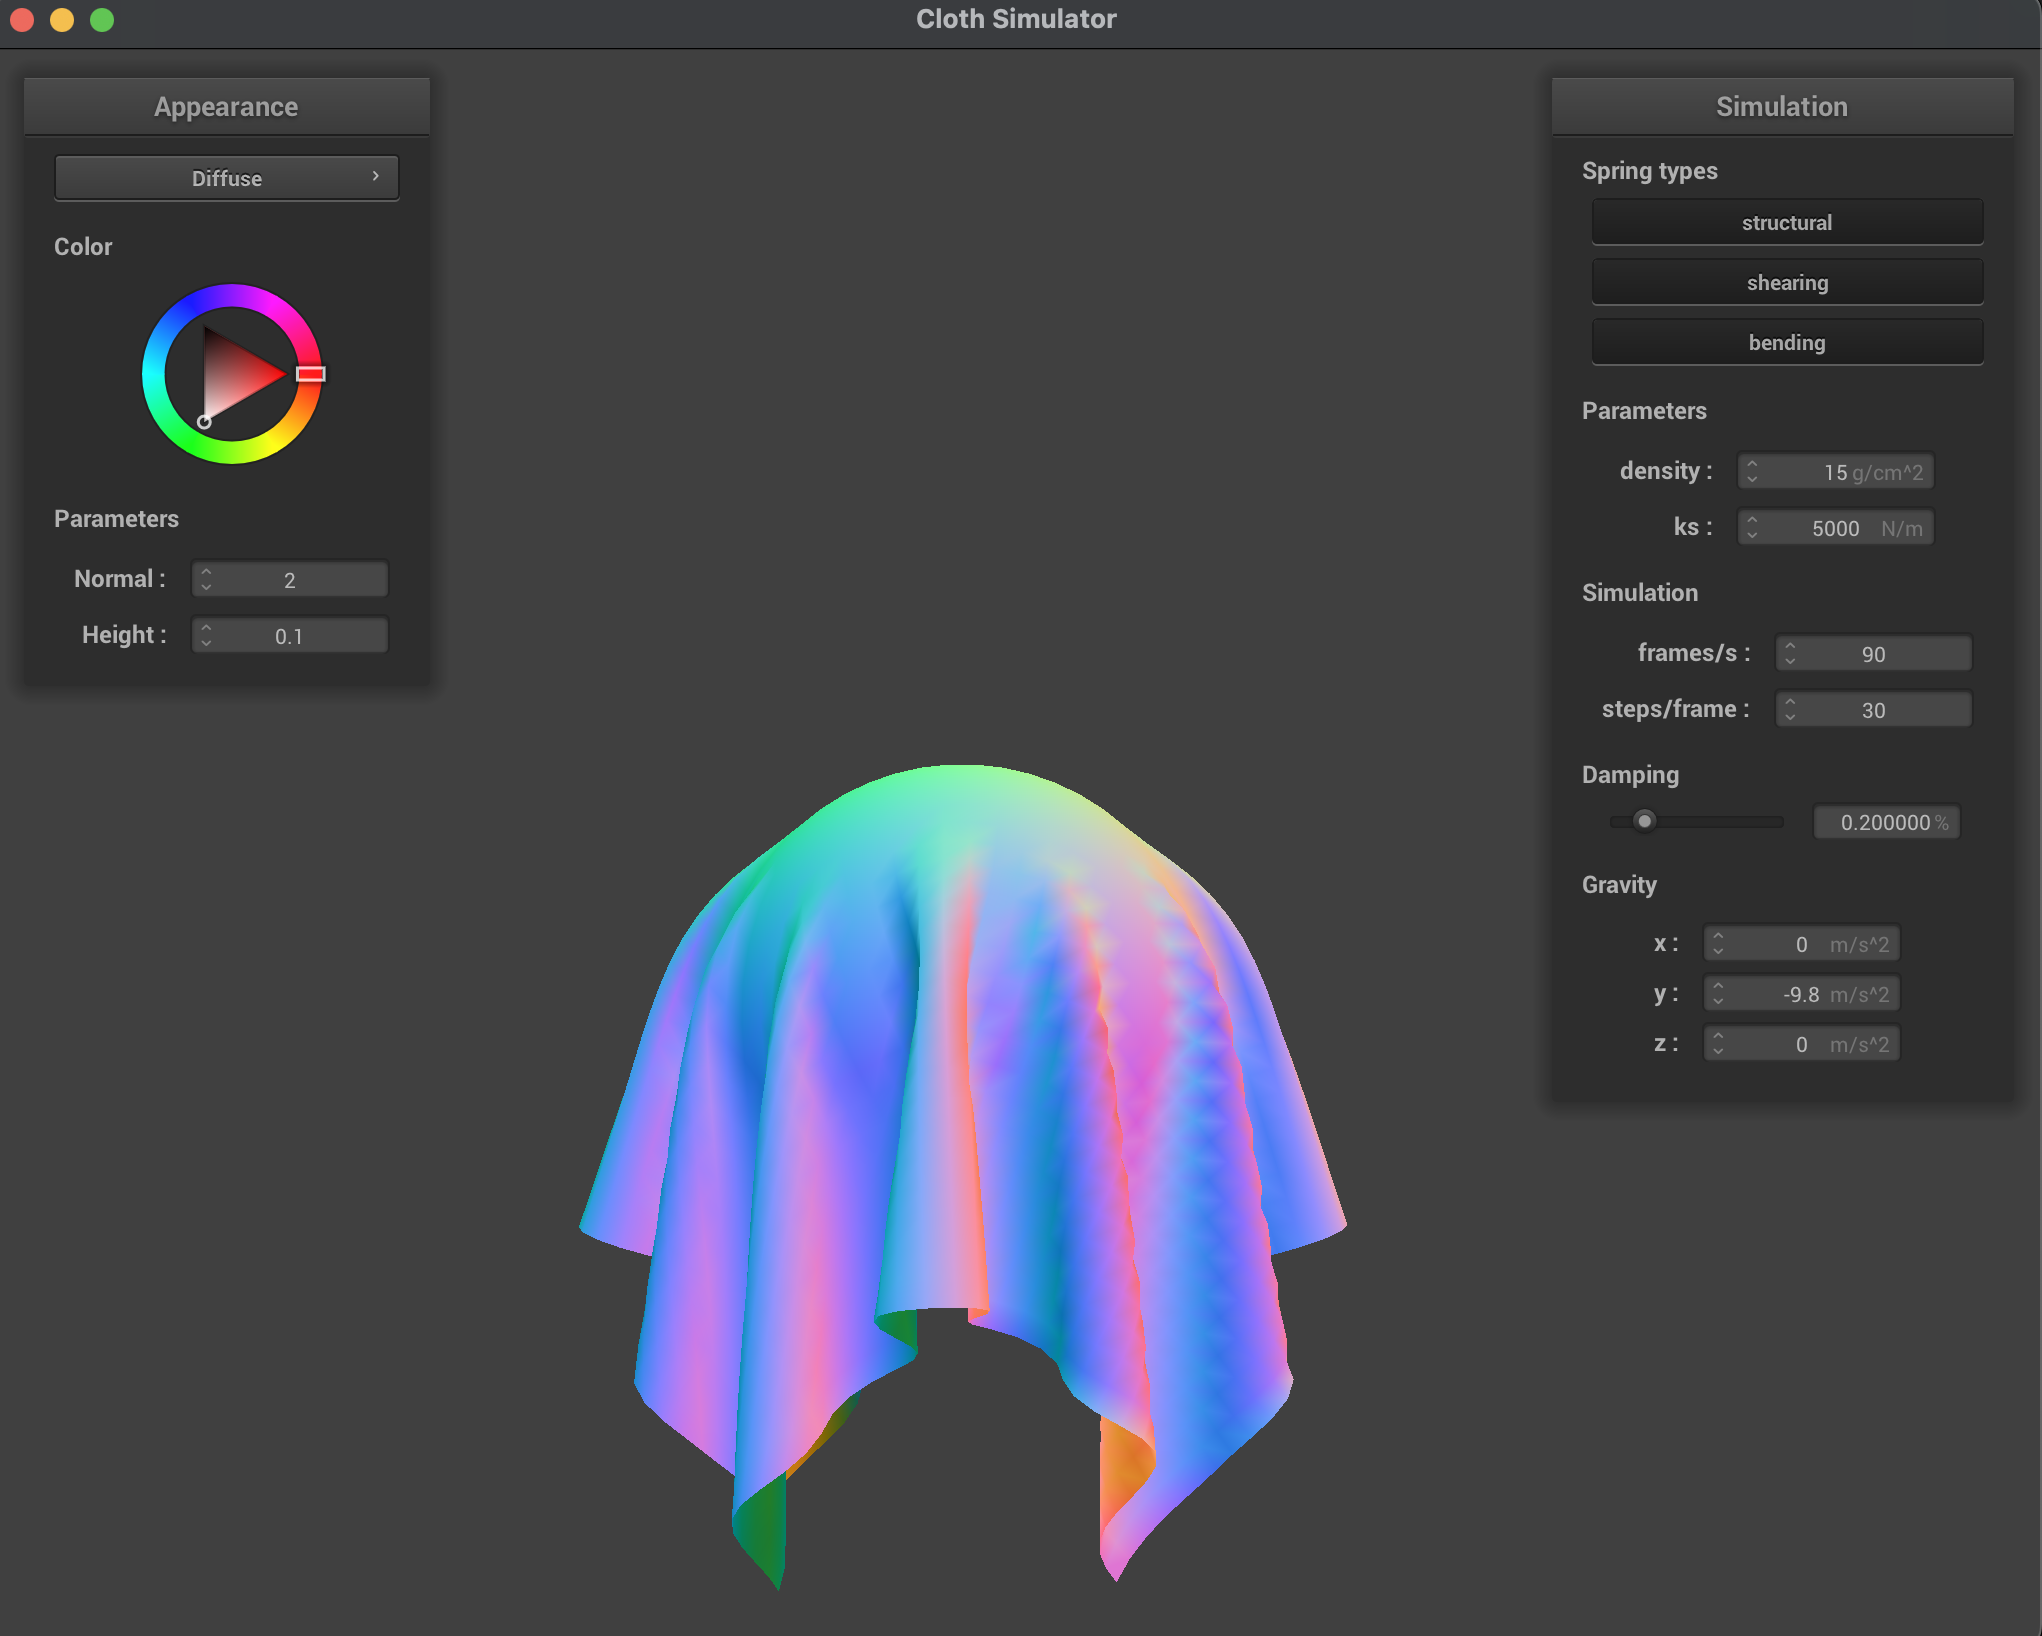 Cloth Simulator
Appearance
Diffuse
Color
Parameters
Normal : 2
Height : 0.1
Simulation
Spring types
structural
shearing
bending
Parameters
density : 15 g/cm^2
ks : 5000 N/m
Simulation
frames/s : 90
steps/frame : 30
Damping
0.200000 %
Gravity
x : 0 m/s^2
y : -9.8 m/s^2
z : 0 m/s^2